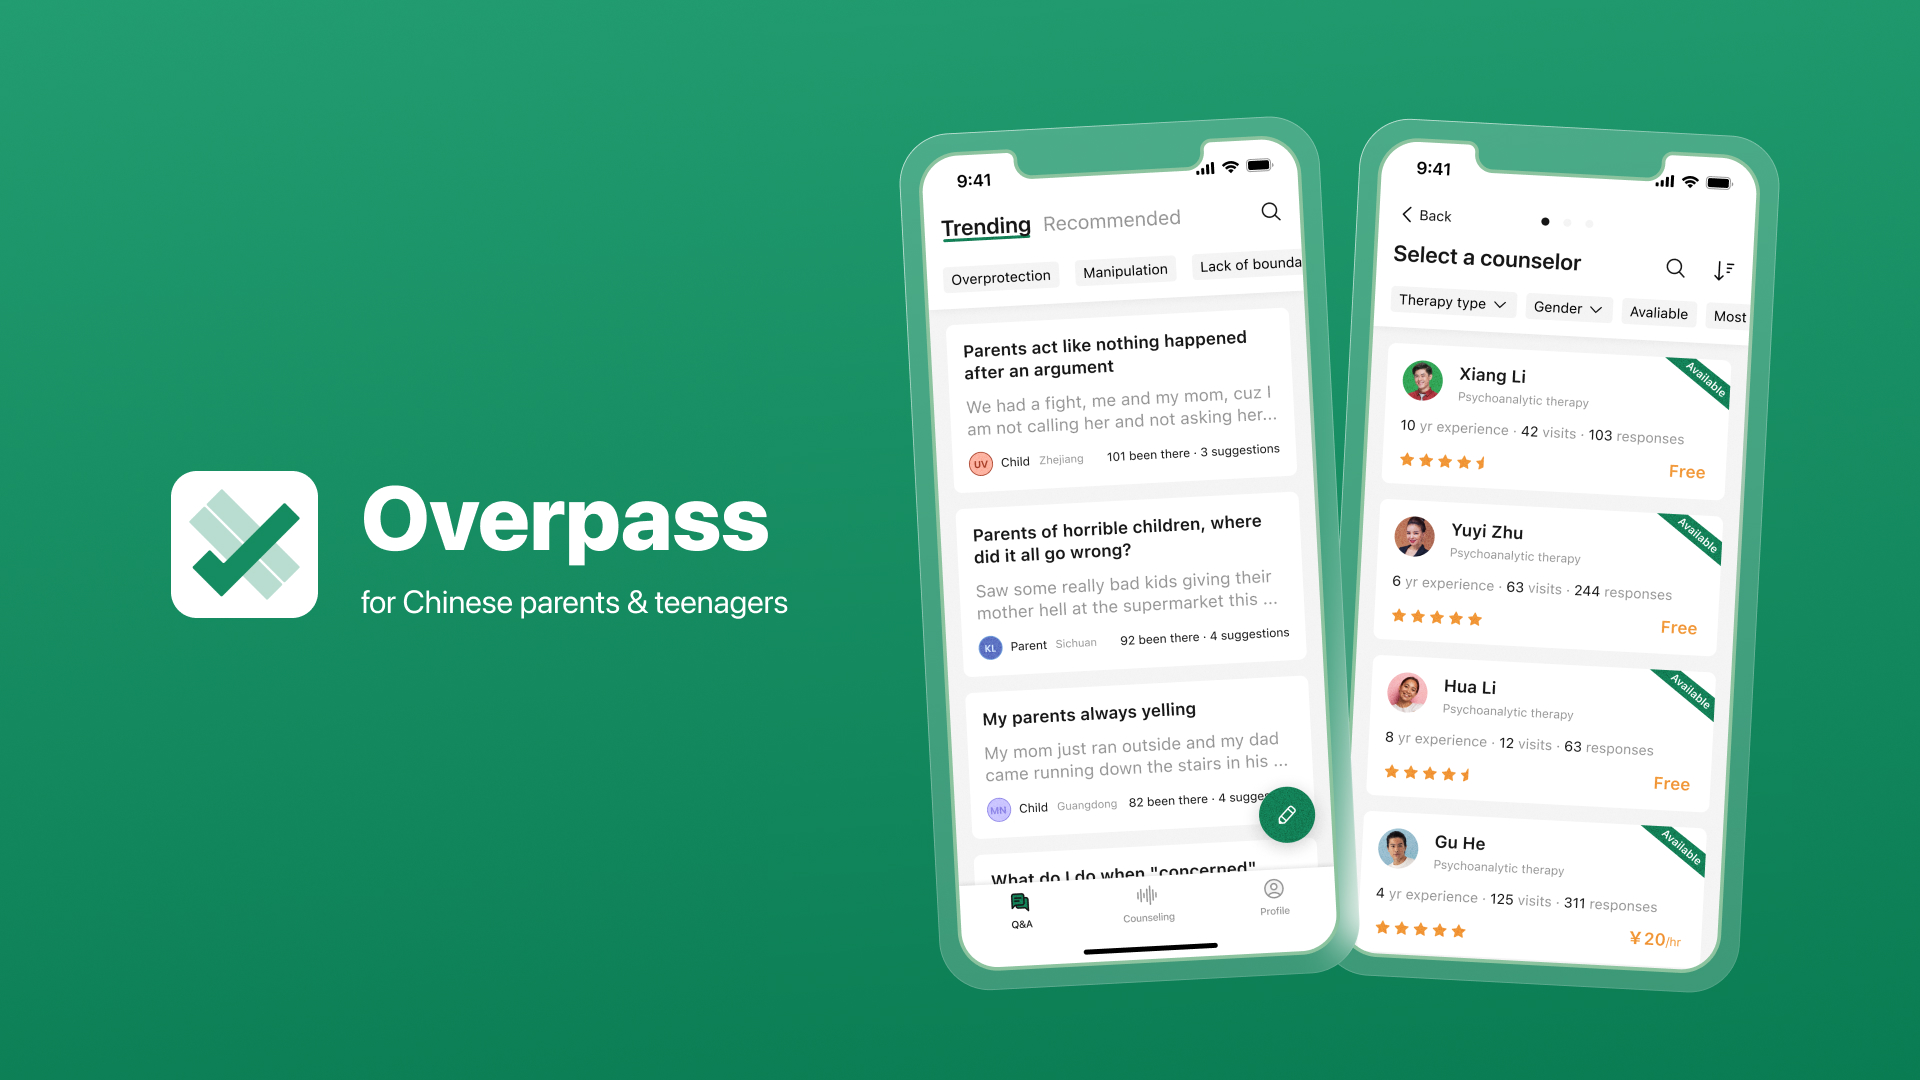 Overpass
for Chinese parents & teenagers
9:41
Trending Recommended
Overprotection Manipulation Lack of bounda
Parents act like nothing happened
after an argument
We had a fight, me and my mom, cuz I
am not calling her and not asking her...
UV Child Zhejiang 101 been there · 3 suggestions
Parents of horrible children, where
did it all go wrong?
Saw some really bad kids giving their
mother hell at the supermarket this ...
KL Parent Sichuan 92 been there · 4 suggestions
My parents always yelling
My mom just ran outside and my dad
came running down the stairs in his ...
MN Child Guangdong 82 been there · 4 sugges
What do I do when "concerned"
Q&A Counseling Profile
9:41
Back
Select a counselor
Therapy type Gender Avaliable Most
Xiang Li Available
Psychoanalytic therapy
10 yr experience · 42 visits · 103 responses
Free
Yuyi Zhu Available
Psychoanalytic therapy
6 yr experience · 63 visits · 244 responses
Free
Hua Li Available
Psychoanalytic therapy
8 yr experience · 12 visits · 63 responses
Free
Gu He Available
Psychoanalytic therapy
4 yr experience · 125 visits · 311 responses
¥20/hr